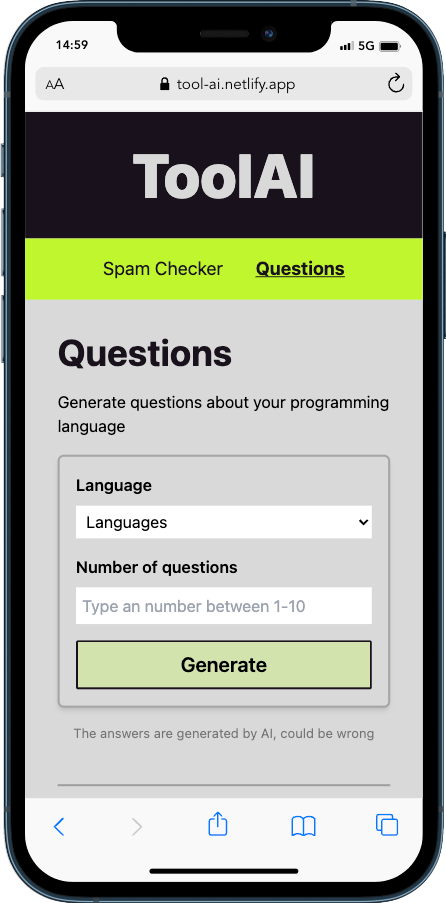 14:59
5G
AA
tool-ai.netlify.app
ToolAI
Spam Checker
Questions
Questions
Generate questions about your programming
language
Language
Languages
Number of questions
Type an number between 1-10
Generate
The answers are generated by AI, could be wrong